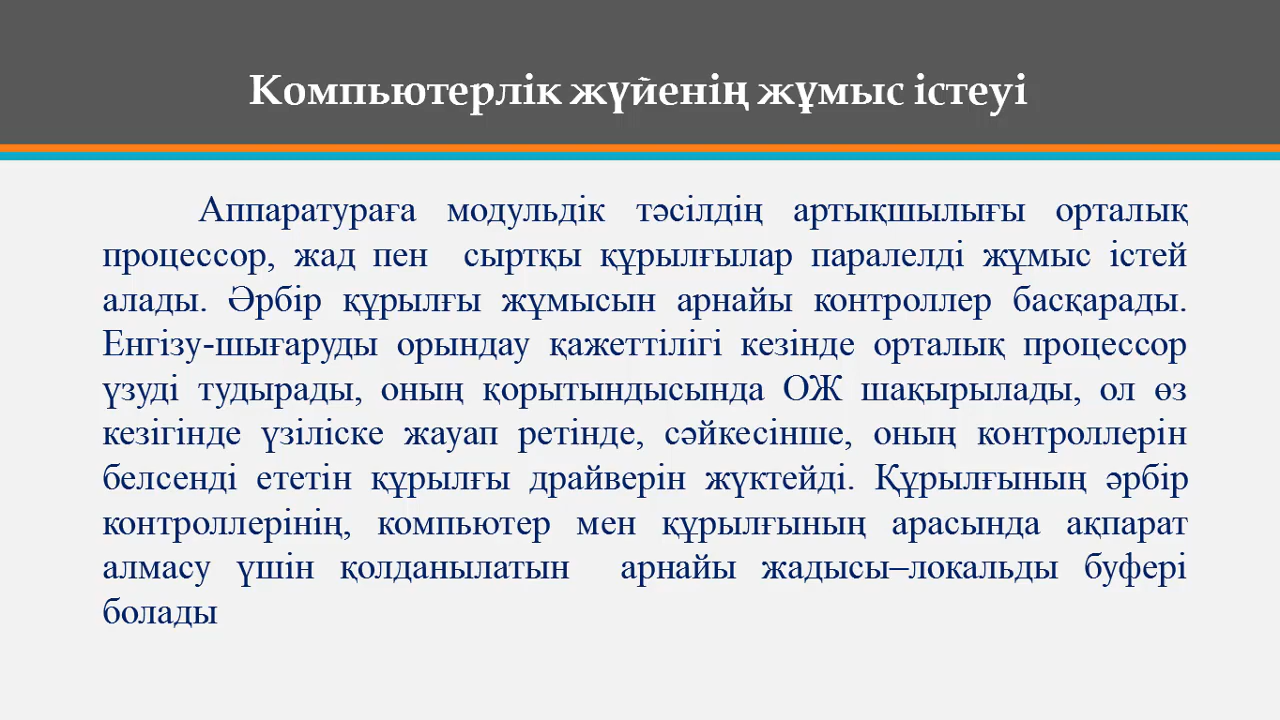 Компьютерлік жүйенің жұмыс істеуі
Аппаратураға модульдік тәсілдің артықшылығы орталық
процессор, жад пен сыртқы құрылғылар паралелді жұмыс істей
алады. Әрбір құрылғы жұмысын арнайы контроллер басқарады.
Енгізу-шығаруды орындау қажеттілігі кезінде орталық процессор
үзуді тудырады, оның қорытындысында ОЖ шақырылады, ол өз
кезігінде үзіліске жауап ретінде, сәйкесінше, оның контроллерін
белсенді ететін құрылғы драйверін жүктейді. Құрылғының әрбір
контроллерінің, компьютер мен құрылғының арасында ақпарат
алмасу үшін қолданылатын арнайы жадысы–локальды буфері
болады